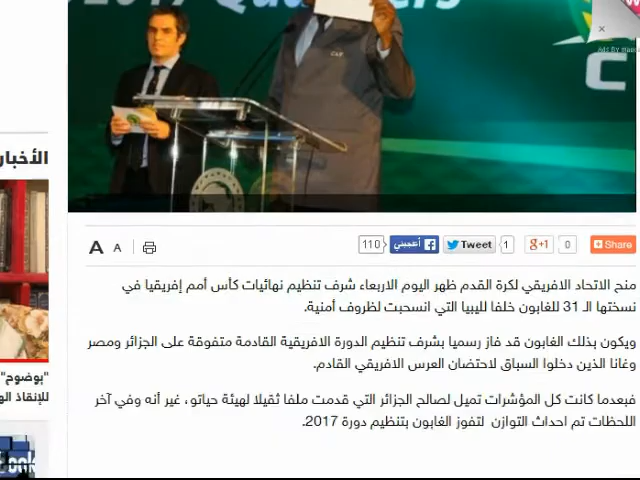 2017 Qu
CAF
C
Ads By
الأخبار
A A
110 أعجبني Tweet 1 g+1 0 Share
منح الاتحاد الافريقي لكرة القدم ظهر اليوم الاربعاء شرف تنظيم نهائيات كأس أمم إفريقيا في
نسختها الـ 31 للغابون خلفا لليبيا التي انسحبت لظروف أمنية.
ويكون بذلك الغابون قد فاز رسميا بشرف تنظيم الدورة الافريقية القادمة متفوقة على الجزائر ومصر
وغانا الذين دخلوا السباق لاحتضان العرس الافريقي القادم.
فبعدما كانت كل المؤشرات تميل لصالح الجزائر التي قدمت ملفا ثقيلا لهيئة حياتو، غير أنه وفي آخر
اللحظات تم احداث التوازن لتفوز الغابون بتنظيم دورة 2017.
"بوضوح"
للإنقاذ